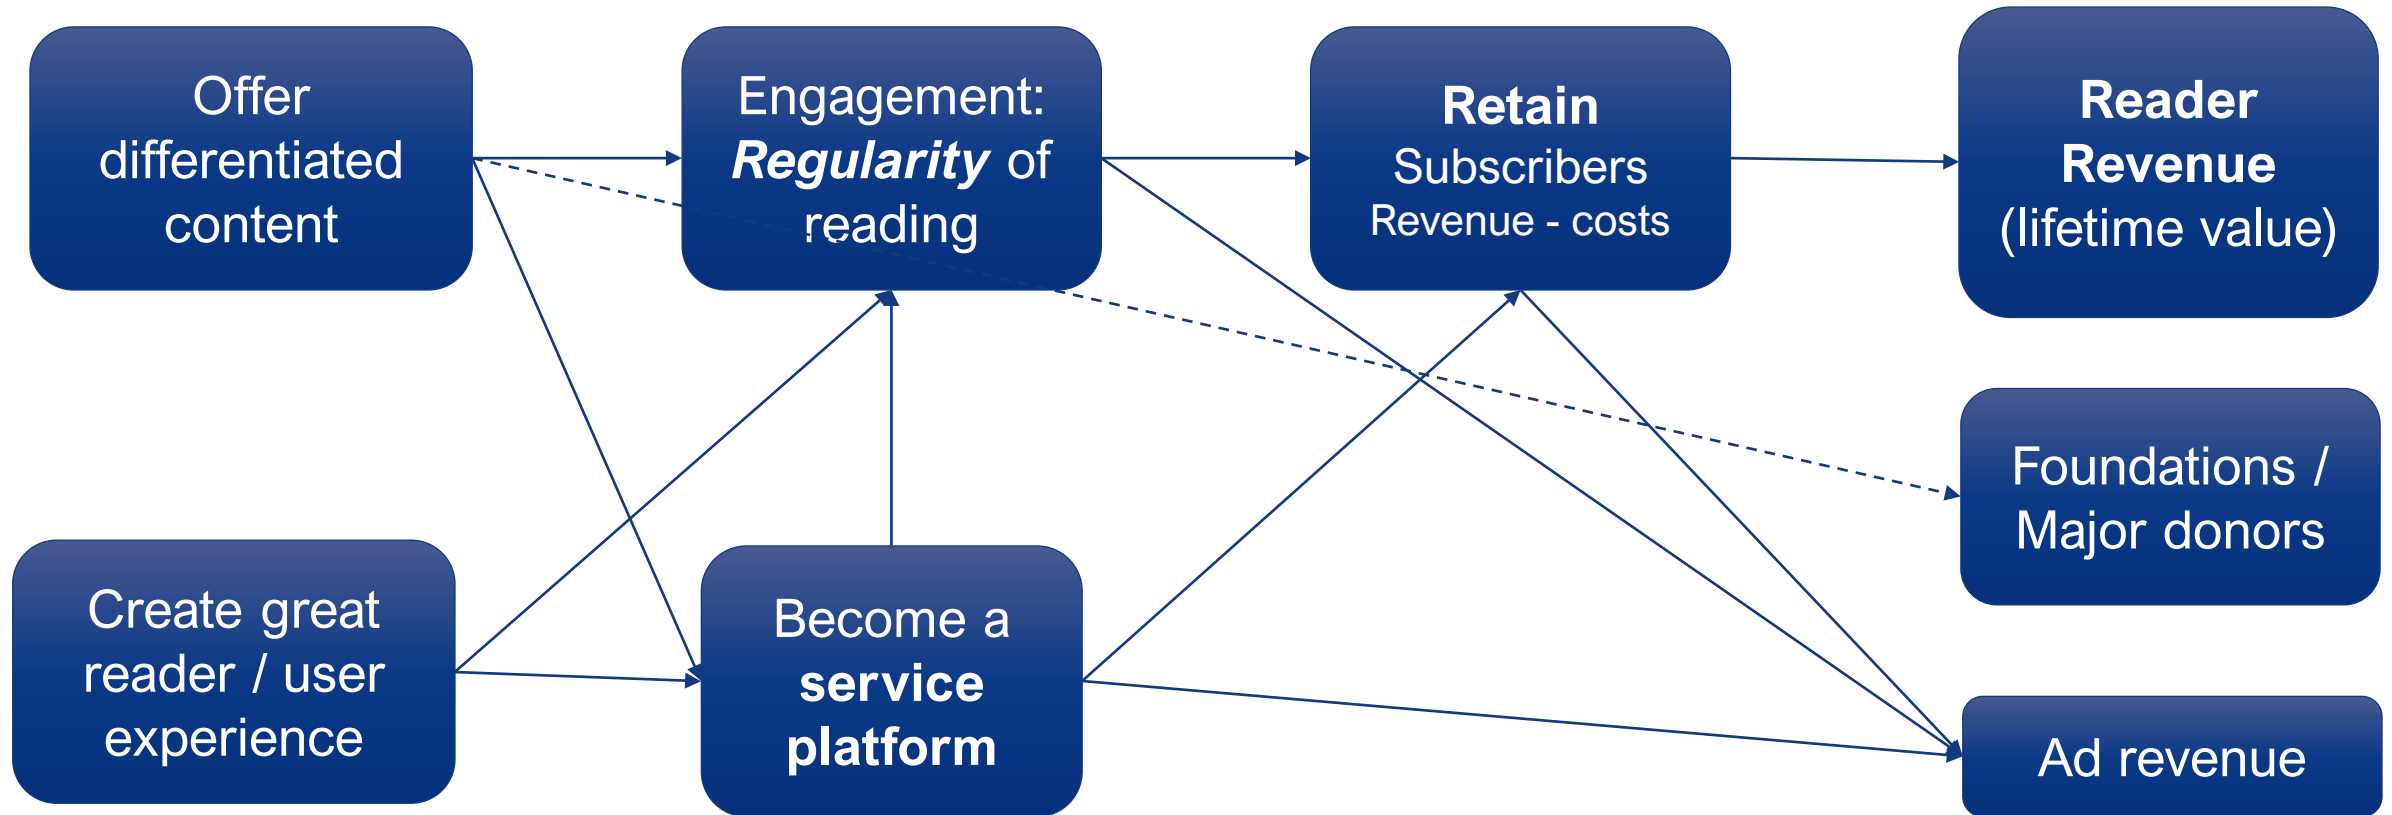 Offer
differentiated
content
Engagement:
Regularity of
reading
Retain
Subscribers
Revenue - costs
Reader
Revenue
(lifetime value)
Foundations /
Major donors
Create great
reader / user
experience
Become a
service
platform
Ad revenue